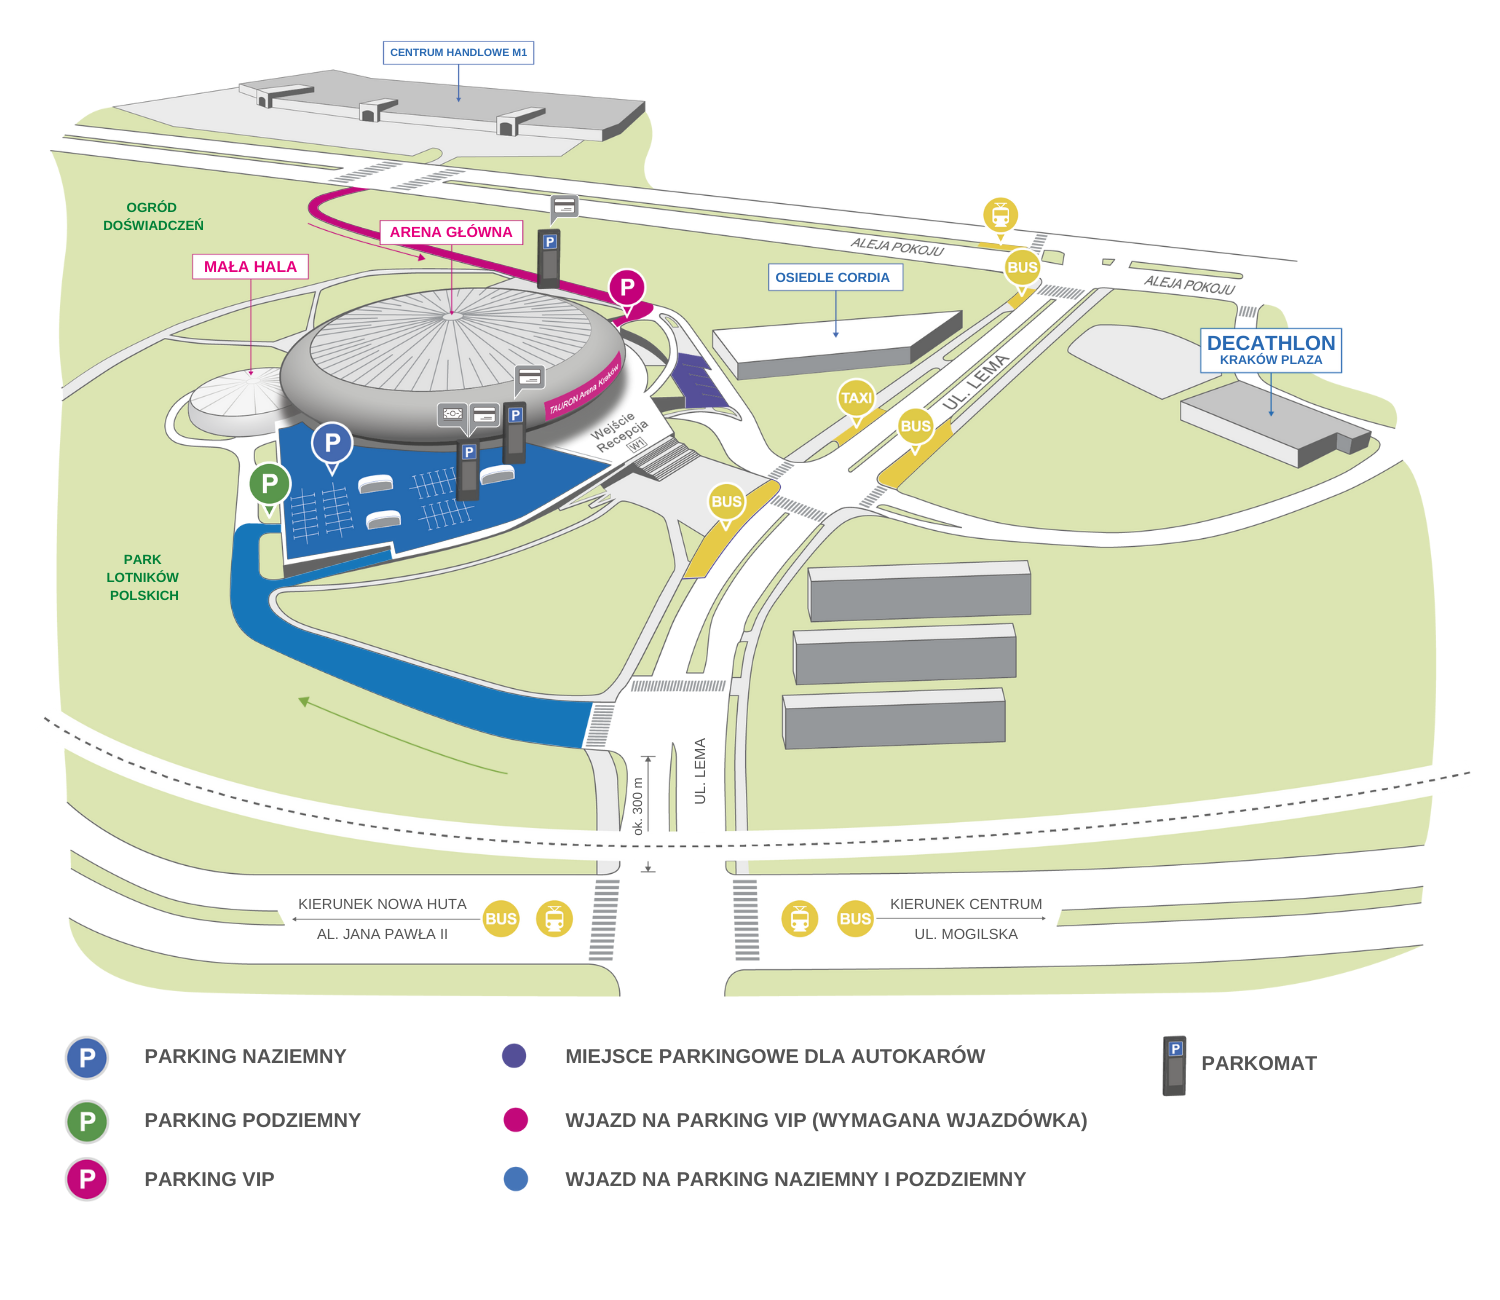 CENTRUM HANDLOWE M1
OGRÓD
DOŚWIADCZEŃ
ARENA GŁÓWNA
MAŁA HALA
P
P
ALEJA POKOJU
BUS
OSIEDLE CORDIA
ALEJA POKOJU
DECATHLON
KRAKÓW PLAZA
UL. LEMA
TAXI
BUS
TAURON Arena Kraków
Wejście
Recepcja
W1
P
P
P
P
BUS
PARK
LOTNIKÓW
POLSKICH
UL. LEMA
ok. 300 m
KIERUNEK NOWA HUTA
AL. JANA PAWŁA II
BUS
BUS
KIERUNEK CENTRUM
UL. MOGILSKA
P PARKING NAZIEMNY
MIEJSCE PARKINGOWE DLA AUTOKARÓW
P PARKOMAT
P PARKING PODZIEMNY
WJAZD NA PARKING VIP (WYMAGANA WJAZDÓWKA)
P PARKING VIP
WJAZD NA PARKING NAZIEMNY I POZDZIEMNY